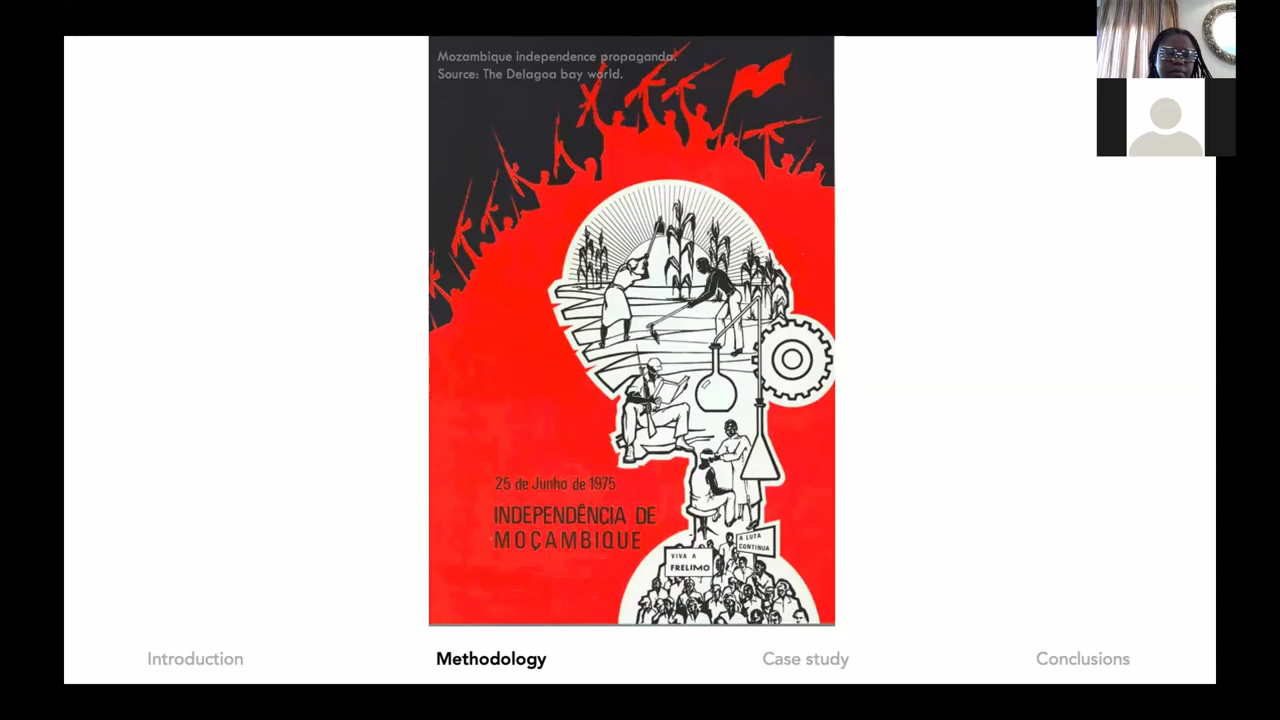 Mozambique independence propaganda.
Source: The Delagoa bay world.
25 de Junho de 1975
INDEPENDÊNCIA DE
MOÇAMBIQUE
A LUTA
CONTINUA
VIVA A
FRELIMO
Introduction
Methodology
Case study
Conclusions